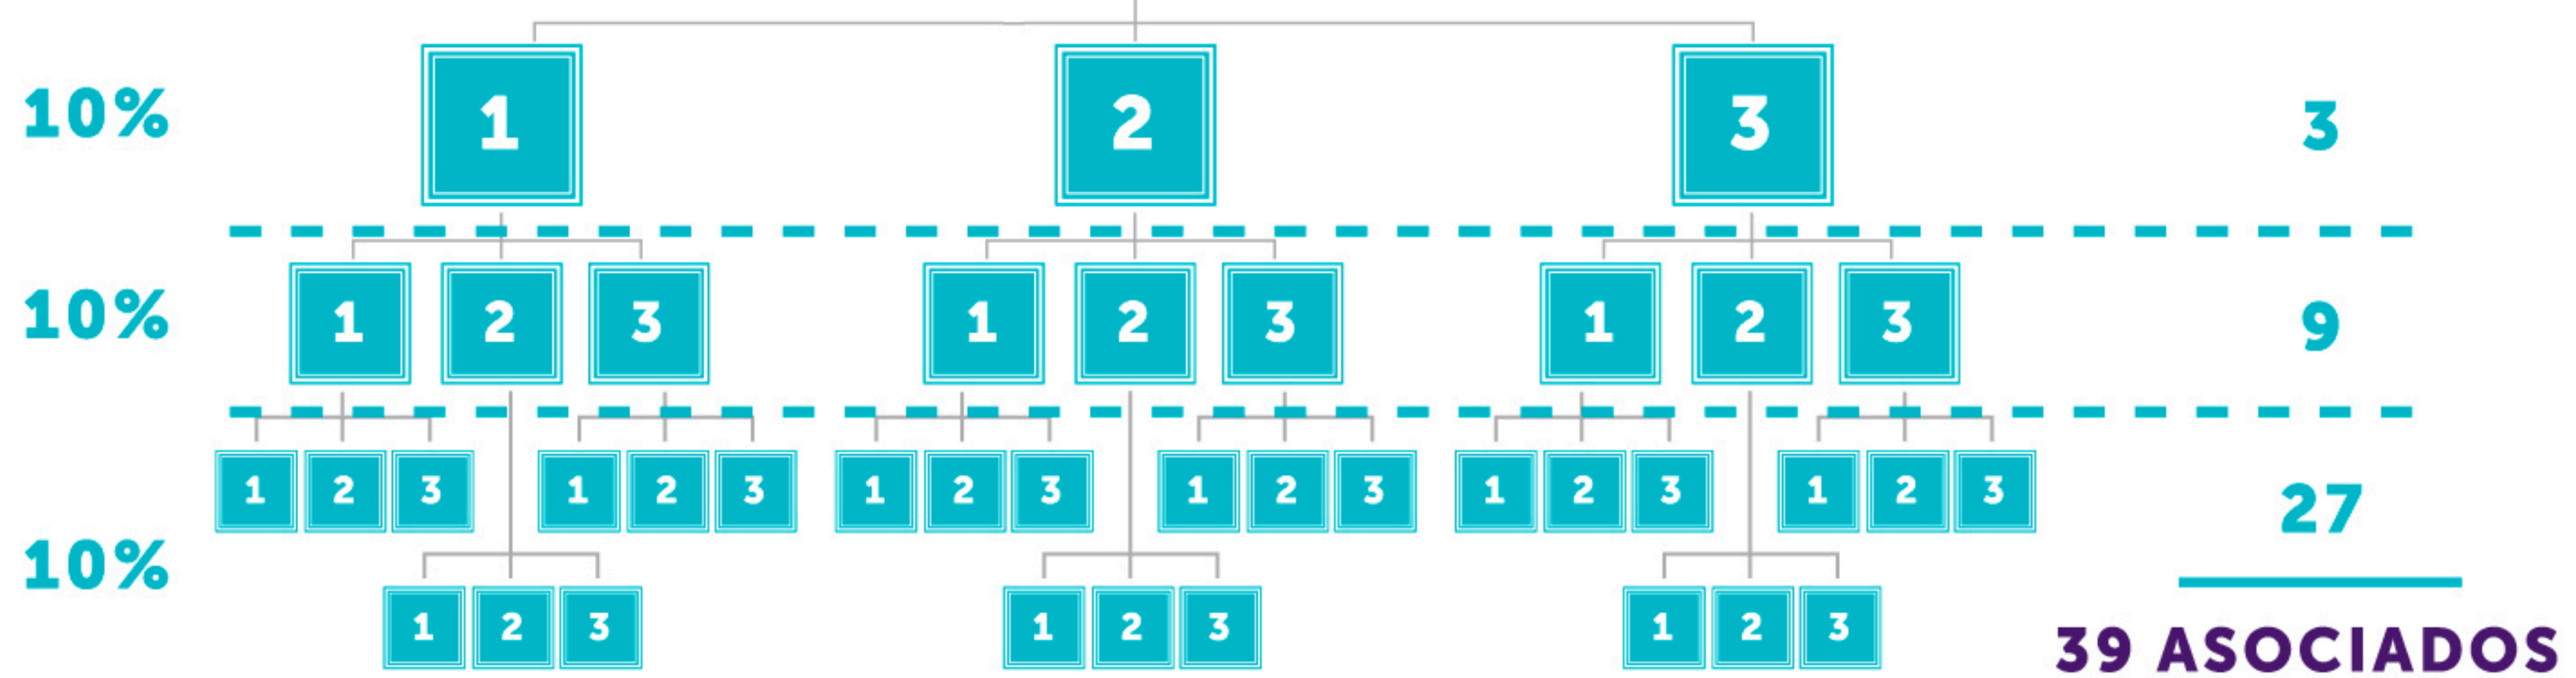 10% 1 2 3 3
10% 1 2 3 1 2 3 1 2 3 9
1 2 3 1 2 3 1 2 3 1 2 3 1 2 3 1 2 3 27
10% 1 2 3 1 2 3 1 2 3
39 ASOCIADOS